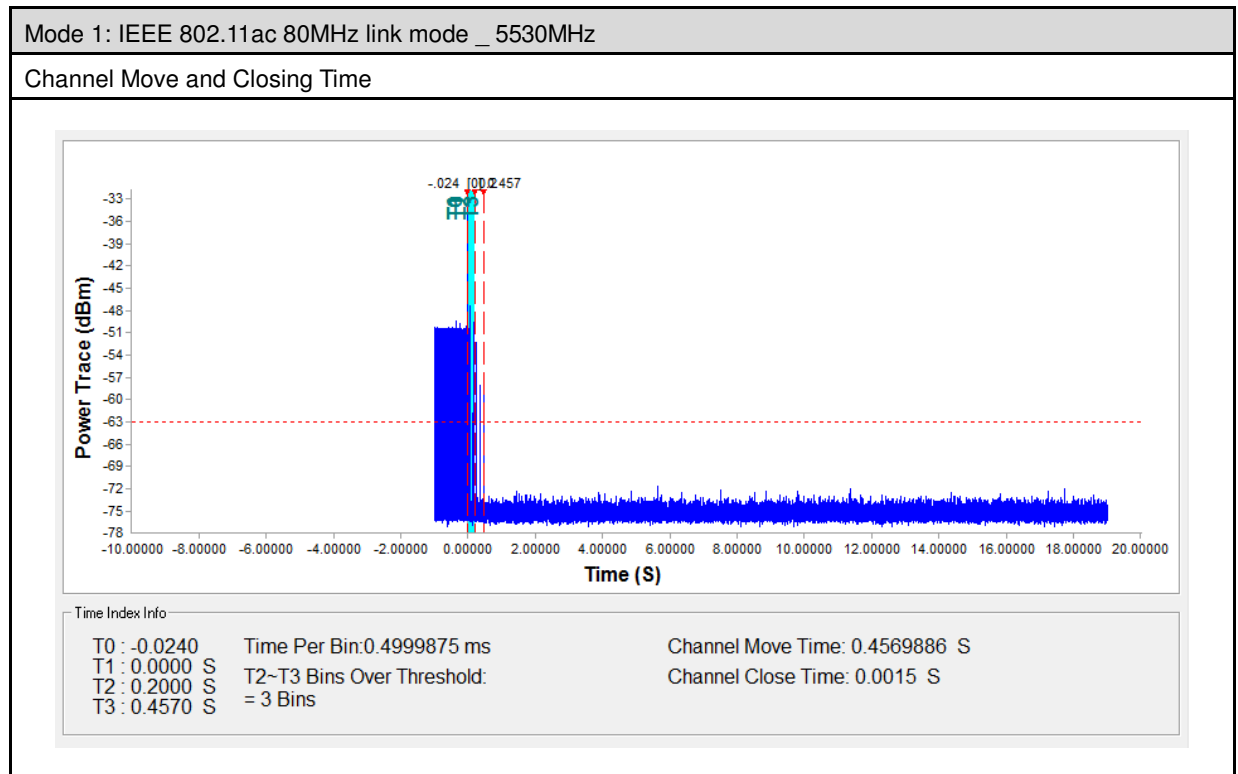 Mode 1: IEEE 802.11ac 80MHz link mode _ 5530MHz
Channel Move and Closing Time
-.024
457
-33
-36
-39
-42
-45
-48
-51
-54
-57
-60
-63
-66
-69
-72
-75
-78
Power Trace (dBm)
-10.00000 -8.00000 -6.00000 -4.00000 -2.00000 0.00000 2.00000 4.00000 6.00000 8.00000 10.00000 12.00000 14.00000 16.00000 18.00000 20.00000
Time (S)
Time Index Info
T0 : -0.0240
T1 : 0.0000 S
T2 : 0.2000 S
T3 : 0.4570 S
Time Per Bin:0.4999875 ms
T2~T3 Bins Over Threshold:
= 3 Bins
Channel Move Time: 0.4569886 S
Channel Close Time: 0.0015 S